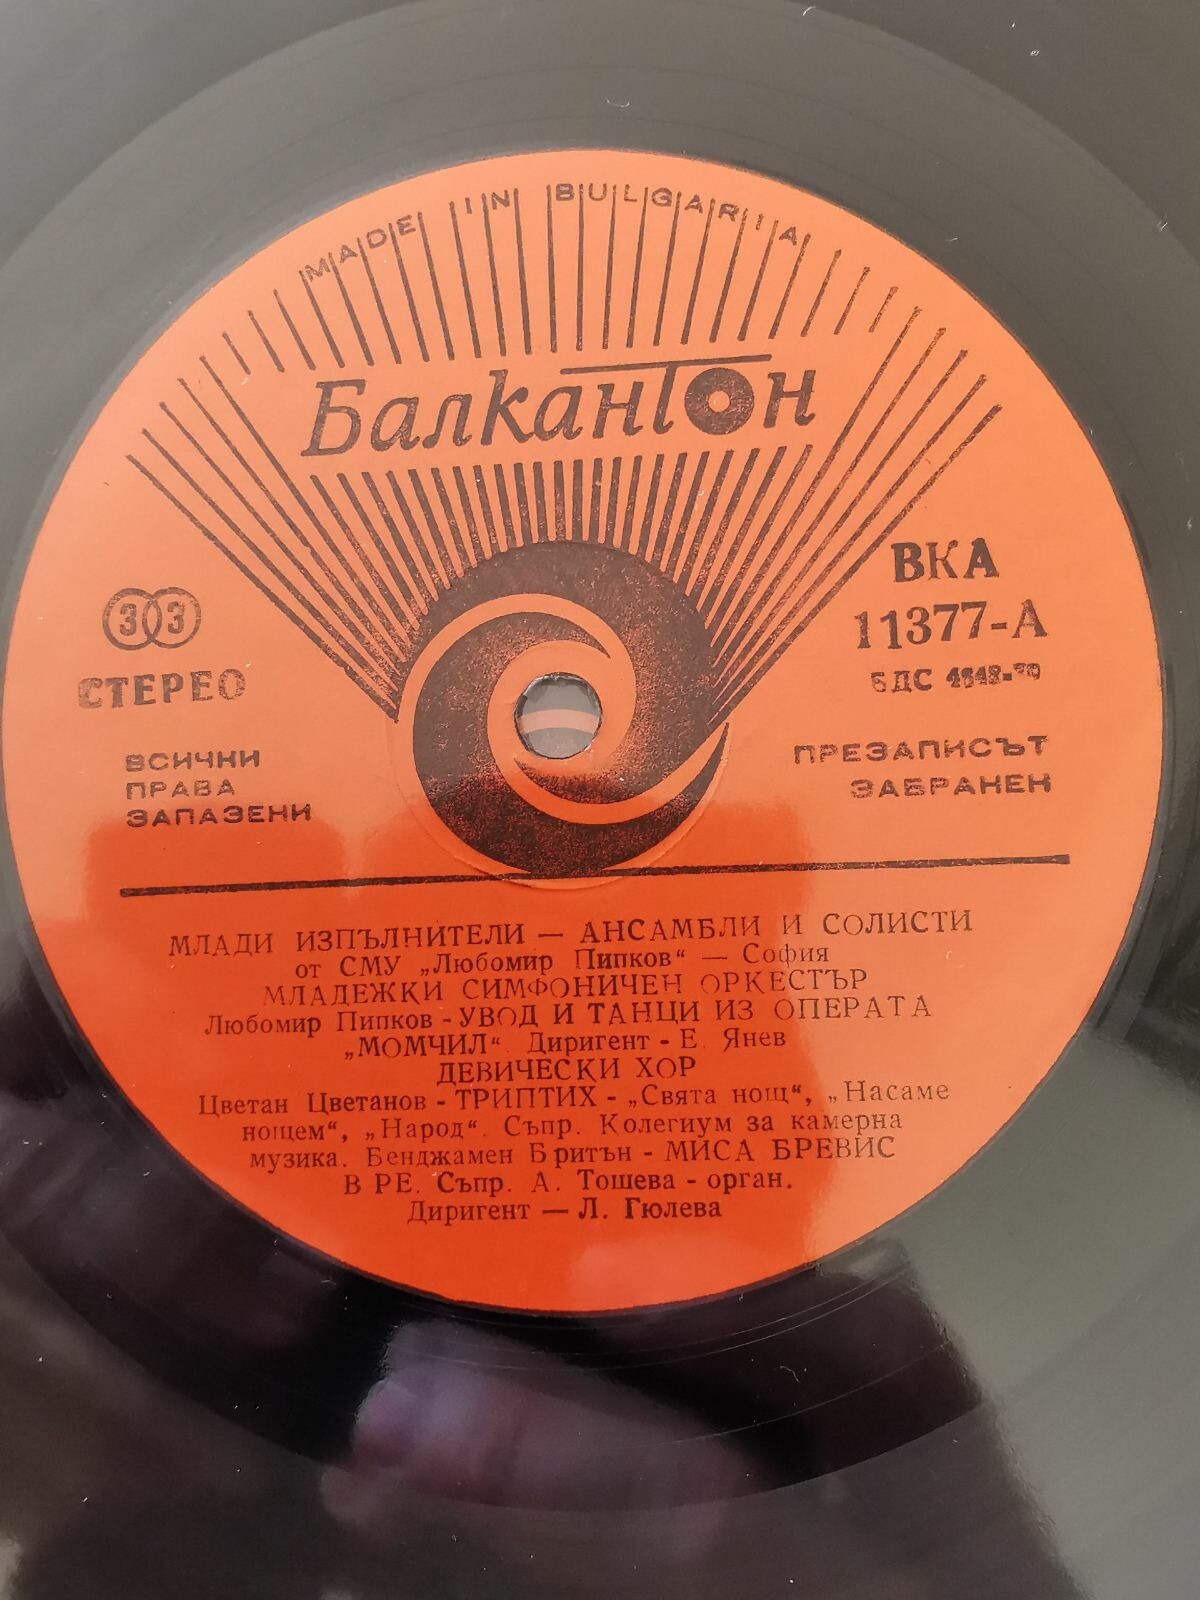 MADE IN BULGARIA
Балкантон
ВКА
11377-А
33
БДС
СТЕРЕО
ВСИЧКИ
ПРАВА
ЗАПАЗЕНИ
ПРЕЗАПИСЪТ
ЗАБРАНЕН
МЛАДИ ИЗПЪЛНИТЕЛИ — АНСАМБЛИ И СОЛИСТИ
от СМУ „Любомир Пипков“ — София
МЛАДЕЖКИ СИМФОНИЧЕН ОРКЕСТЪР
Любомир Пипков - УВОД И ТАНЦИ ИЗ ОПЕРАТА
„МОМЧИЛ“. Диригент - Е. Янев
ДЕВИЧЕСКИ ХОР
Цветан Цветанов - ТРИПТИХ - „Свята нощ“, „Насаме
нощем“, „Народ“. Съпр. Колегиум за камерна
музика. Бенджамен Бритън - МИСА БРЕВИС
В РЕ. Съпр. А. Тошева - орган.
Диригент — Л. Гюлева